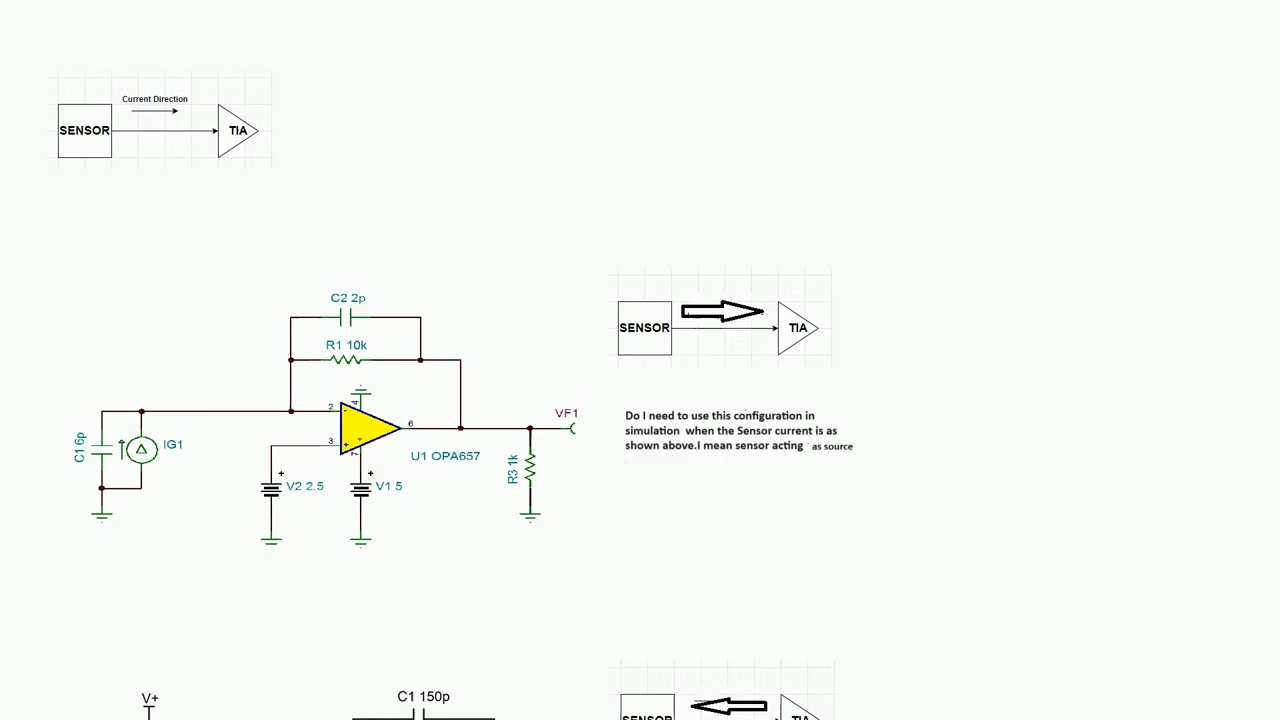 Current Direction
SENSOR
TIA
C2 2p
R1 10k
SENSOR
TIA
4
2
3
6
7
VF1
C1 6p
IG1
U1 OPA657
R3 1k
+
V2 2.5
+
V1 5
Do I need to use this configuration in
simulation when the Sensor current is as
shown above.I mean sensor acting as source
V+
C1 150p
SENSOR
TIA